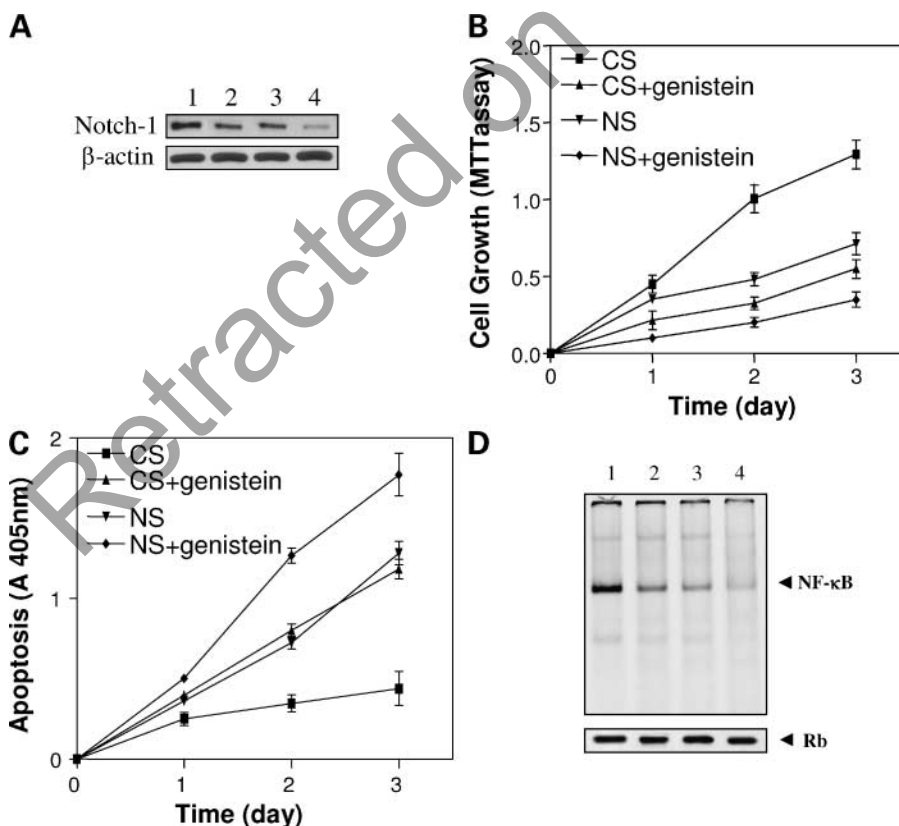 A
1 2 3 4
Notch-1
β-actin
B
2.0
1.5
1.0
0.5
0.0
Cell Growth (MTTassay)
CS
CS+genistein
NS
NS+genistein
0 1 2 3
Time (day)
C
2
1
0
Apoptosis (A 405nm)
CS
CS+genistein
NS
NS+genistein
0 1 2 3
Time (day)
D
1 2 3 4
NF-κB
Rb
Retracted on